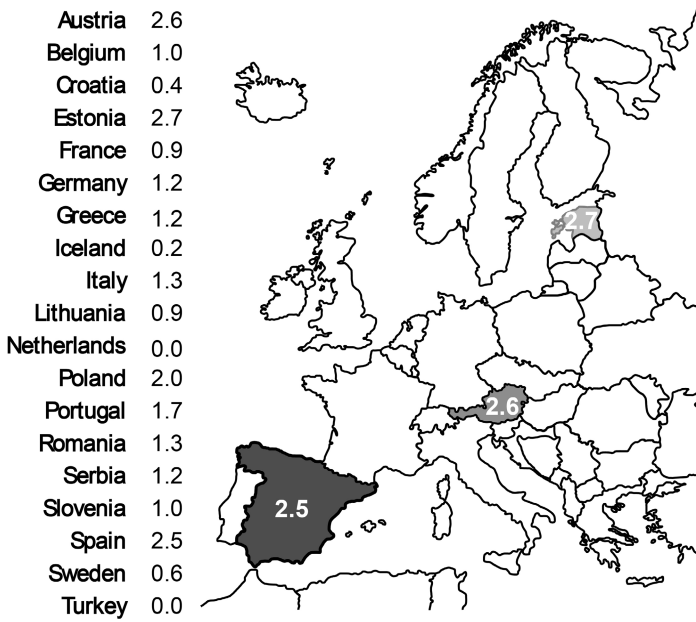 Austria 2.6
Belgium 1.0
Croatia 0.4
Estonia 2.7
France 0.9
Germany 1.2
Greece 1.2
Iceland 0.2
Italy 1.3
Lithuania 0.9
Netherlands 0.0
Poland 2.0
Portugal 1.7
Romania 1.3
Serbia 1.2
Slovenia 1.0
Spain 2.5
Sweden 0.6
Turkey 0.0
2.7
2.6
2.5